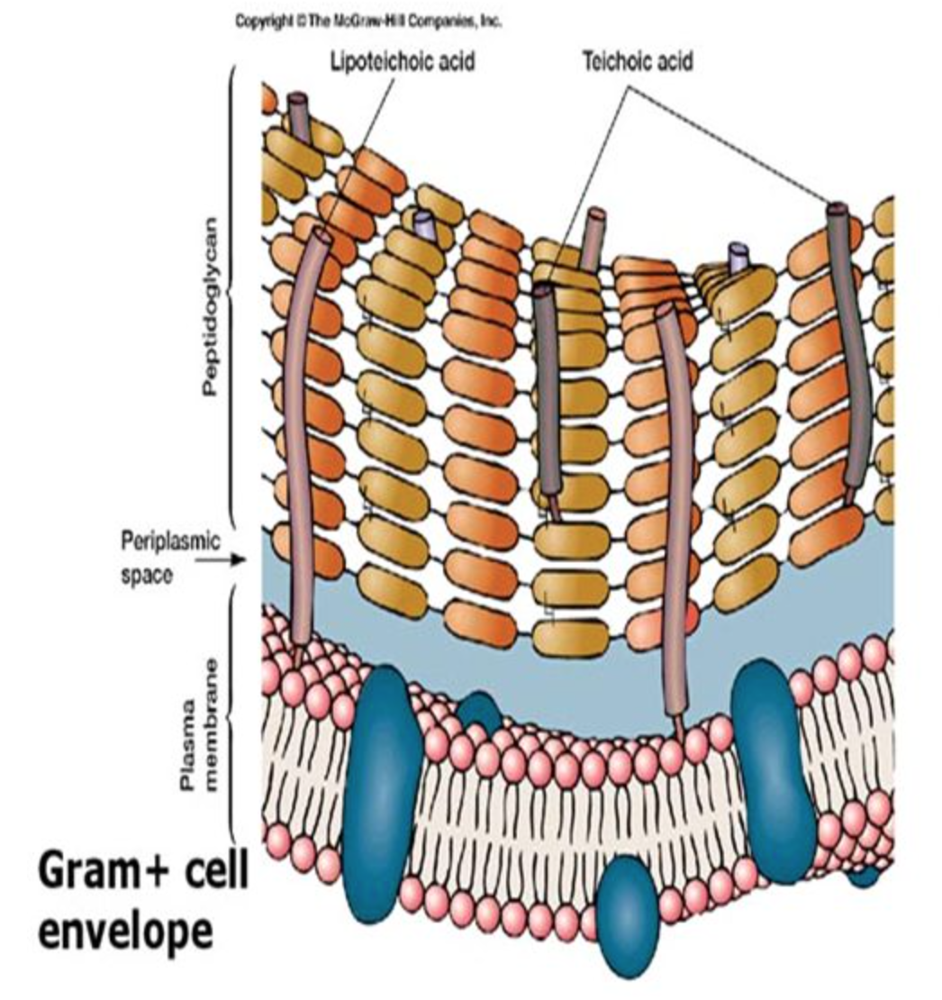 Copyright © The McGraw-Hill Companies, Inc.
Lipoteichoic acid
Teichoic acid
Peptidoglycan
Periplasmic
space
Plasma
membrane
Gram+ cell
envelope